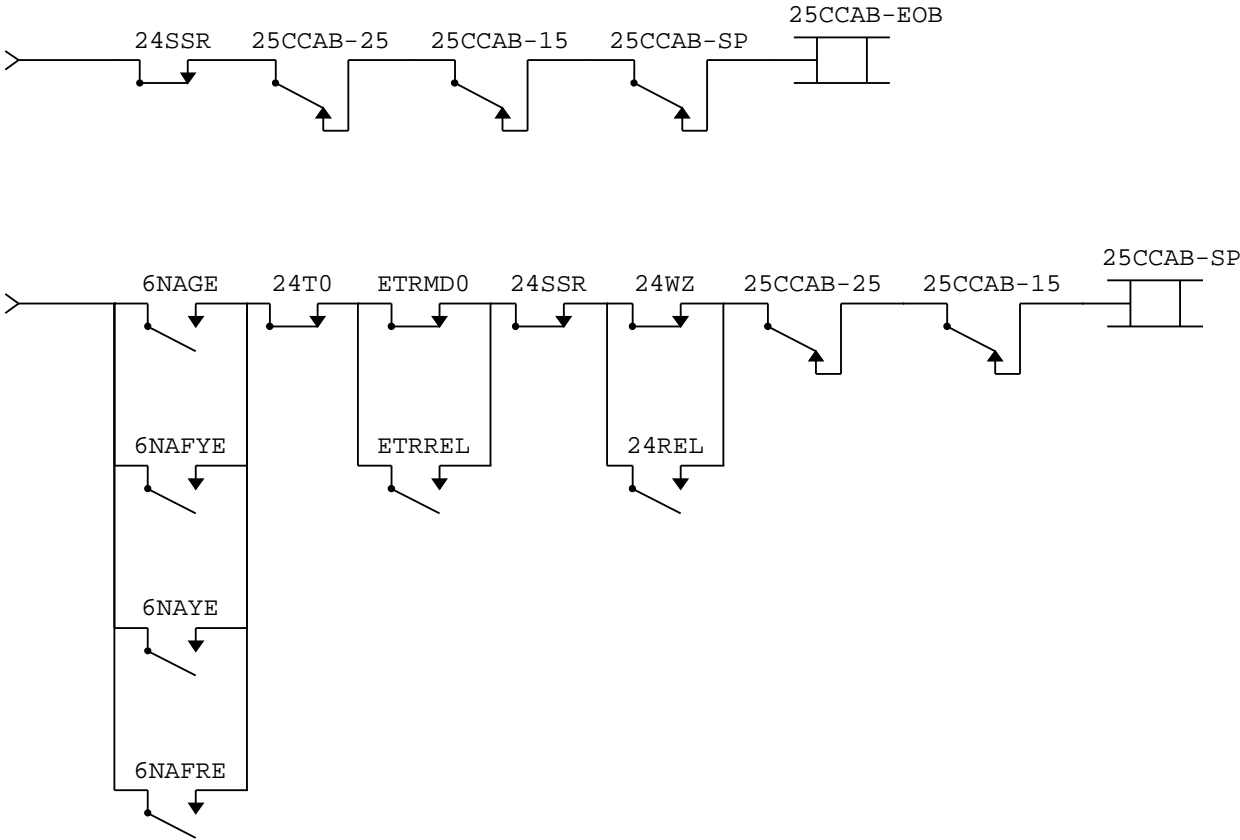 25CCAB-EOB
24SSR 25CCAB-25 25CCAB-15 25CCAB-SP
25CCAB-SP
6NAGE 24T0 ETRMD0 24SSR 24WZ 25CCAB-25 25CCAB-15
6NAFYE ETRREL 24REL
6NAYE
6NAFRE